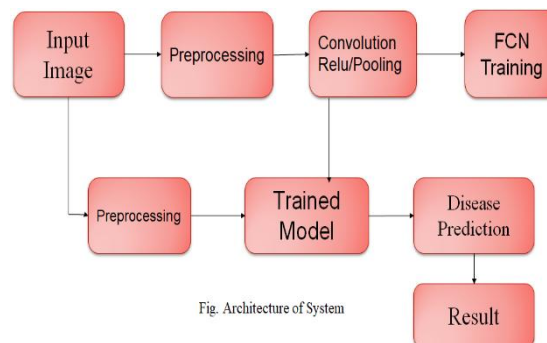 Input
Image
Preprocessing
Convolution
Relu/Pooling
FCN
Training
Preprocessing
Trained
Model
Disease
Prediction
Fig. Architecture of System
Result